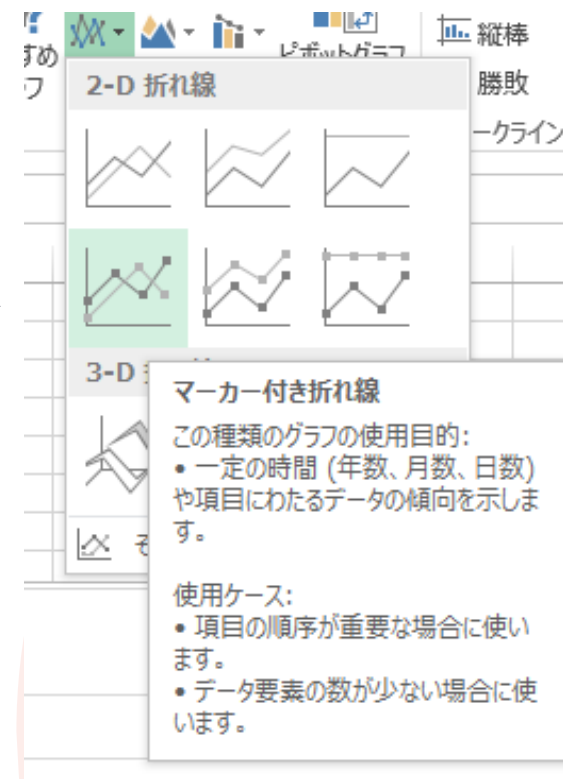 すめ
フ
ピボットグラフ
縦棒
勝敗
ークライン
2-D 折れ線
3-D
マーカー付き折れ線
この種類のグラフの使用目的:
• 一定の時間 (年数、月数、日数)
や項目にわたるデータの傾向を示しま
す。
使用ケース:
• 項目の順序が重要な場合に使い
ます。
• データ要素の数が少ない場合に使
います。
そ